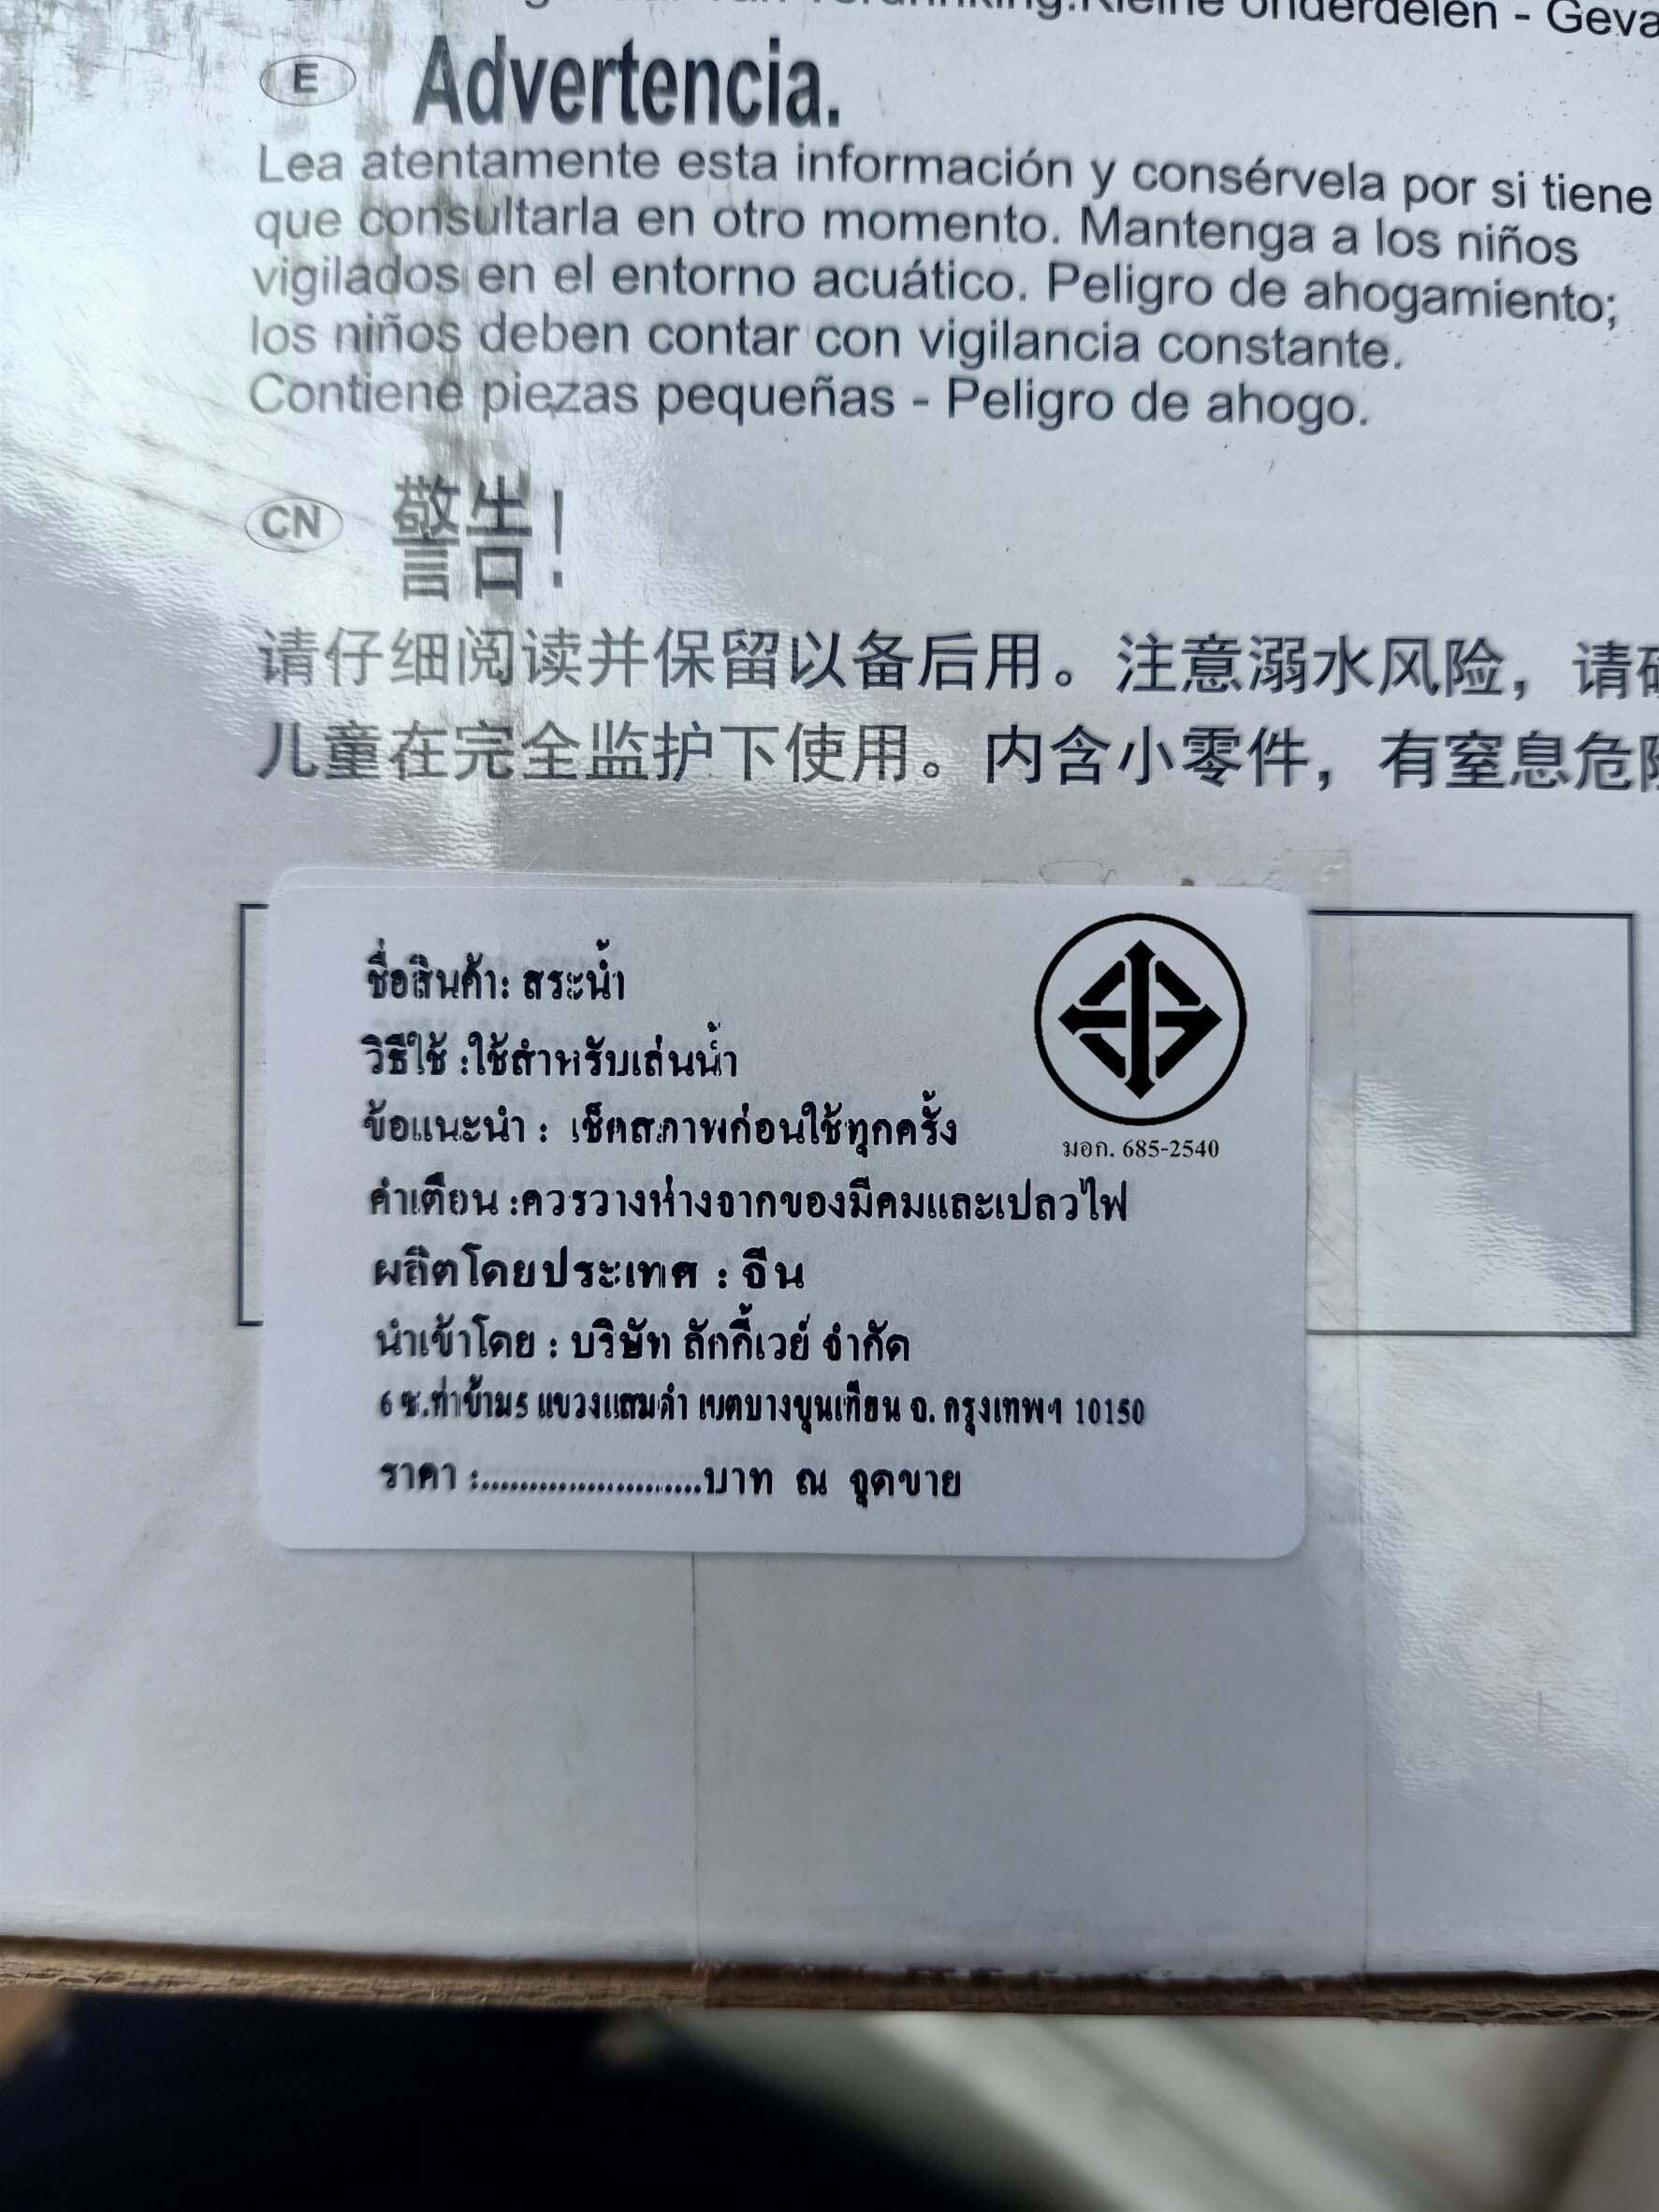 Kleine onderdelen - Geva
E Advertencia.
Lea atentamente esta información y consérvela por si tiene
que consultarla en otro momento. Mantenga a los niños
vigilados en el entorno acuático. Peligro de ahogamiento;
los niños deben contar con vigilancia constante.
Contiene piezas pequeñas - Peligro de ahogo.
CN 警告!
请仔细阅读并保留以备后用。注意溺水风险，请
儿童在完全监护下使用。内含小零件，有窒息危
ชื่อสินค้า: สระน้ำ
วิธีใช้ :ใช้สำหรับเล่นน้ำ
ข้อแนะนำ : เช็คสภาพก่อนใช้ทุกครั้ง
มอก. 685-2540
คำเตือน :ควรวางห่างจากของมีคมและเปลวไฟ
ผลิตโดยประเทศ : จีน
นำเข้าโดย : บริษัท ลักกี้เวย์ จำกัด
6 ซ.ท่าข้าม5 แขวงแสมดำ เขตบางขุนเทียน จ. กรุงเทพฯ 10150
ราคา :.......................บาท ณ จุดขาย